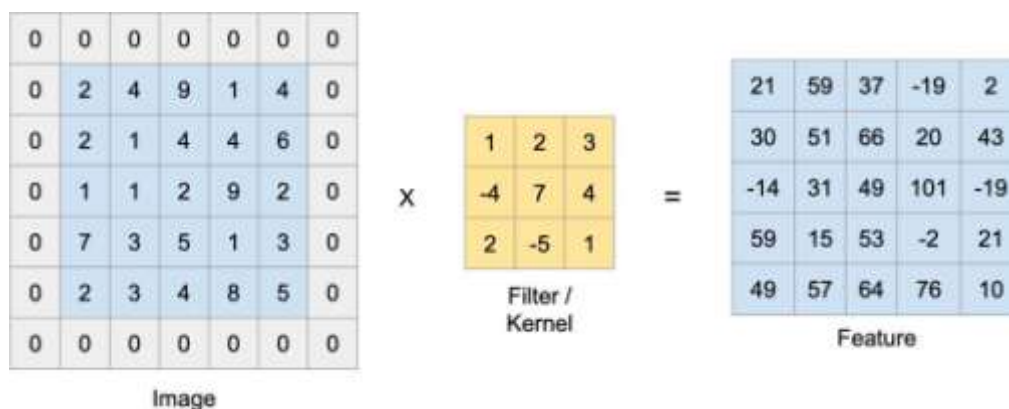 0 0 0 0 0 0 0
0 2 4 9 1 4 0
0 2 1 4 4 6 0
0 1 1 2 9 2 0
0 7 3 5 1 3 0
0 2 3 4 8 5 0
0 0 0 0 0 0 0
Image
x
1 2 3
-4 7 4
2 -5 1
Filter /
Kernel
=
21 59 37 -19 2
30 51 66 20 43
-14 31 49 101 -19
59 15 53 -2 21
49 57 64 76 10
Feature